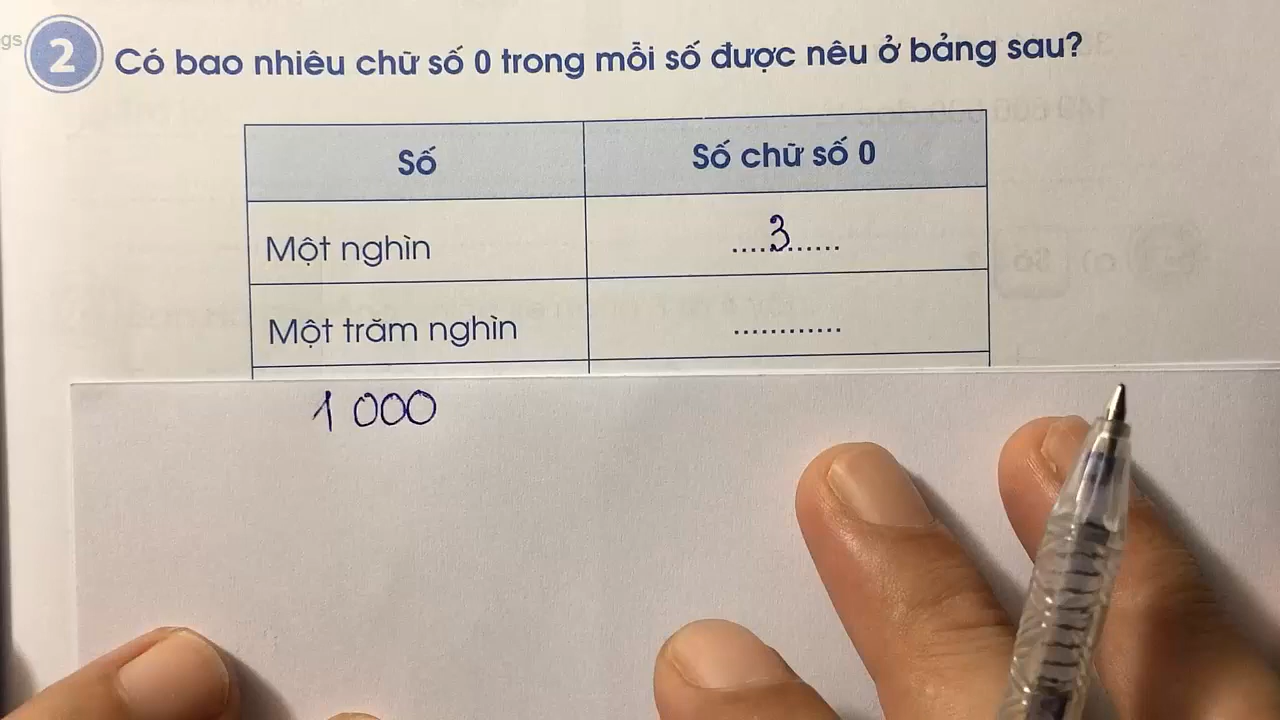 gs
2 Có bao nhiêu chữ số 0 trong mỗi số được nêu ở bảng sau?
Số Số chữ số 0
Một nghìn ....3......
Một trăm nghìn ............
1 000